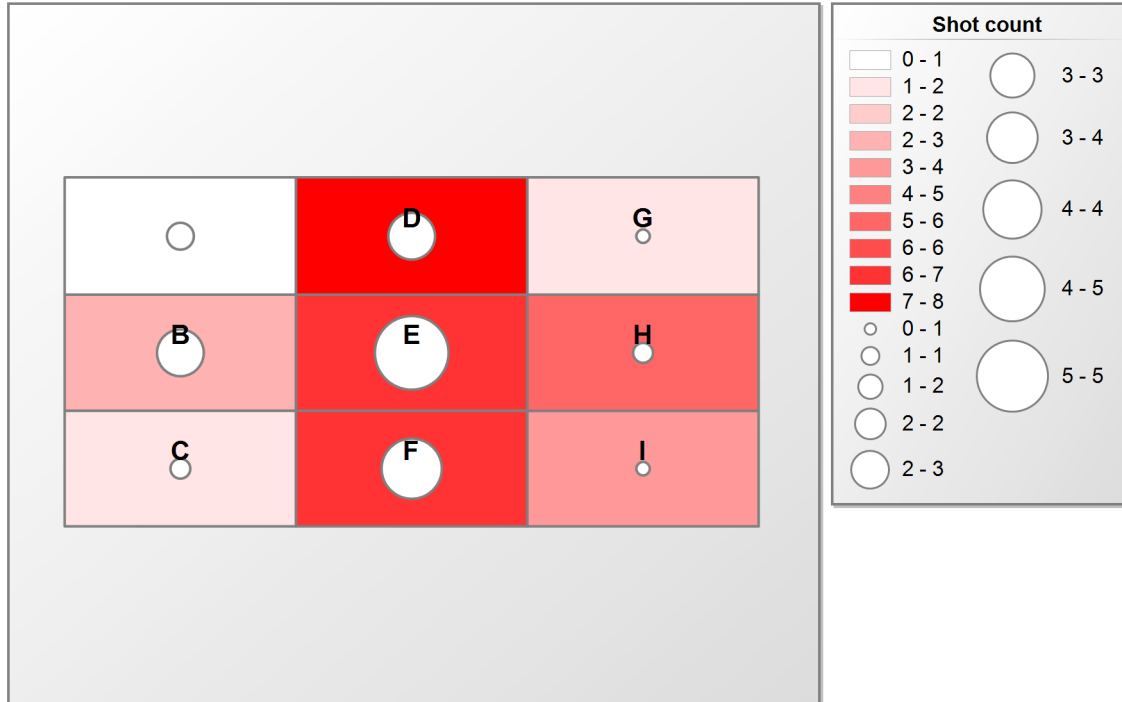 Shot count
0 - 1
1 - 2
2 - 2
2 - 3
3 - 4
4 - 5
5 - 6
6 - 6
6 - 7
7 - 8
0 - 1
1 - 1
1 - 2
2 - 2
2 - 3
3 - 3
3 - 4
4 - 4
4 - 5
5 - 5
D
G
B
E
H
C
F
I